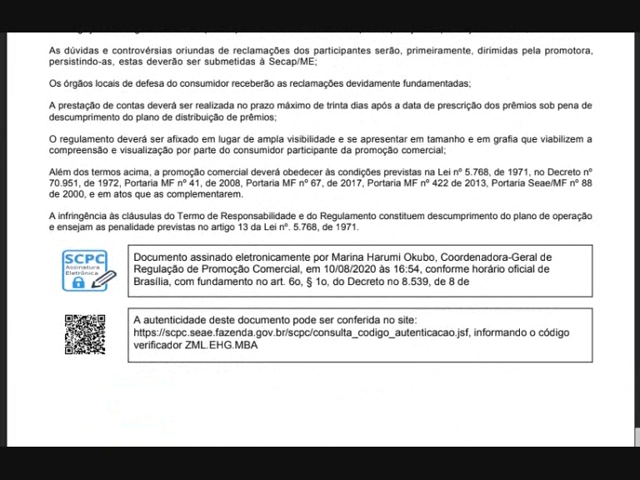 As dúvidas e controvérsias oriundas de reclamações dos participantes serão, primeiramente, dirimidas pela promotora,
persistindo-as, estas deverão ser submetidas à Secap/ME;
Os órgãos locais de defesa do consumidor receberão as reclamações devidamente fundamentadas;
A prestação de contas deverá ser realizada no prazo máximo de trinta dias após a data de prescrição dos prêmios sob pena de
descumprimento do plano de distribuição de prêmios;
O regulamento deverá ser afixado em lugar de ampla visibilidade e se apresentar em tamanho e em grafia que viabilizem a
compreensão e visualização por parte do consumidor participante da promoção comercial;
Além dos termos acima, a promoção comercial deverá obedecer às condições previstas na Lei nº 5.768, de 1971, no Decreto nº
70.951, de 1972, Portaria MF nº 41, de 2008, Portaria MF nº 67, de 2017, Portaria MF nº 422 de 2013, Portaria Seae/MF nº 88
de 2000, e em atos que as complementarem.
A infringência às cláusulas do Termo de Responsabilidade e do Regulamento constituem descumprimento do plano de operação
e ensejam as penalidade previstas no artigo 13 da Lei nº. 5.768, de 1971.
SCPC
Assinatura
Eletrônica
Documento assinado eletronicamente por Marina Harumi Okubo, Coordenadora-Geral de
Regulação de Promoção Comercial, em 10/08/2020 às 16:54, conforme horário oficial de
Brasília, com fundamento no art. 6o, § 1o, do Decreto no 8.539, de 8 de
A autenticidade deste documento pode ser conferida no site:
https://scpc.seae.fazenda.gov.br/scpc/consulta_codigo_autenticacao.jsf, informando o código
verificador ZML.EHG.MBA